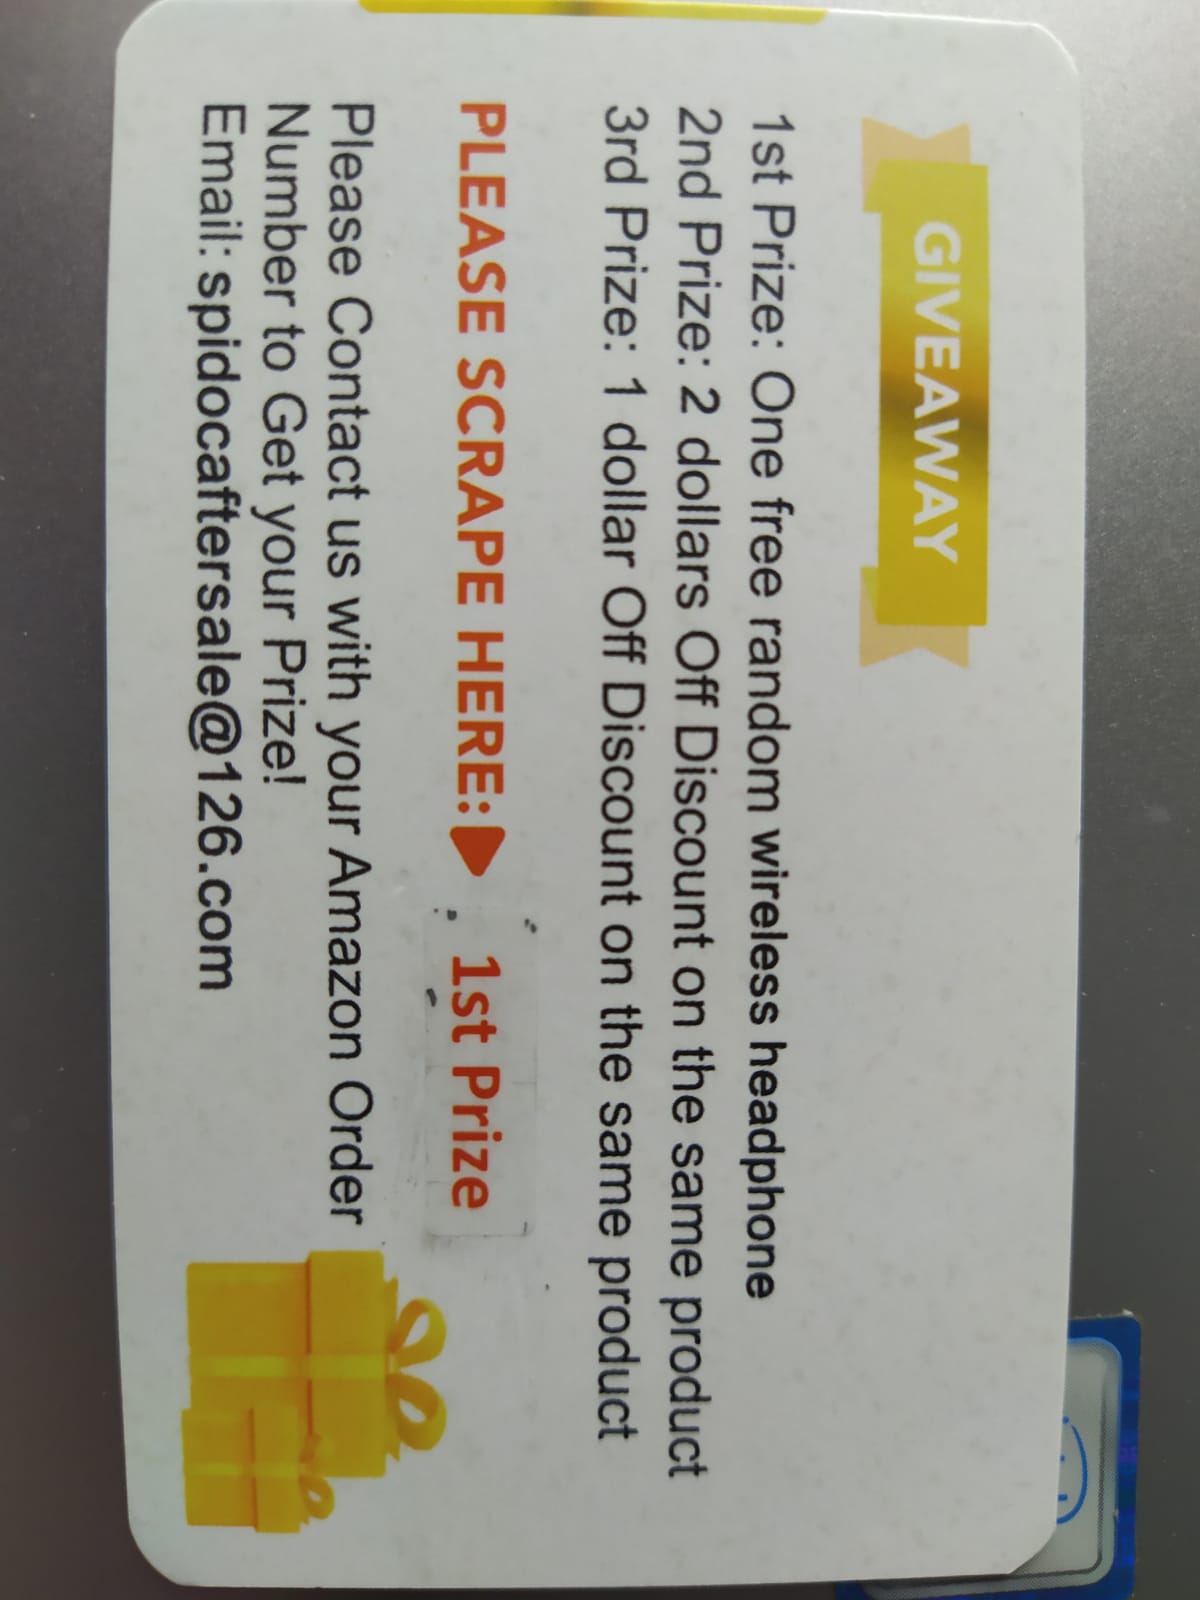 GIVEAWAY
1st Prize: One free random wireless headphone
2nd Prize: 2 dollars Off Discount on the same product
3rd Prize: 1 dollar Off Discount on the same product
PLEASE SCRAPE HERE: 1st Prize
Please Contact us with your Amazon Order
Number to Get your Prize!
Email: spidocaftersale@126.com